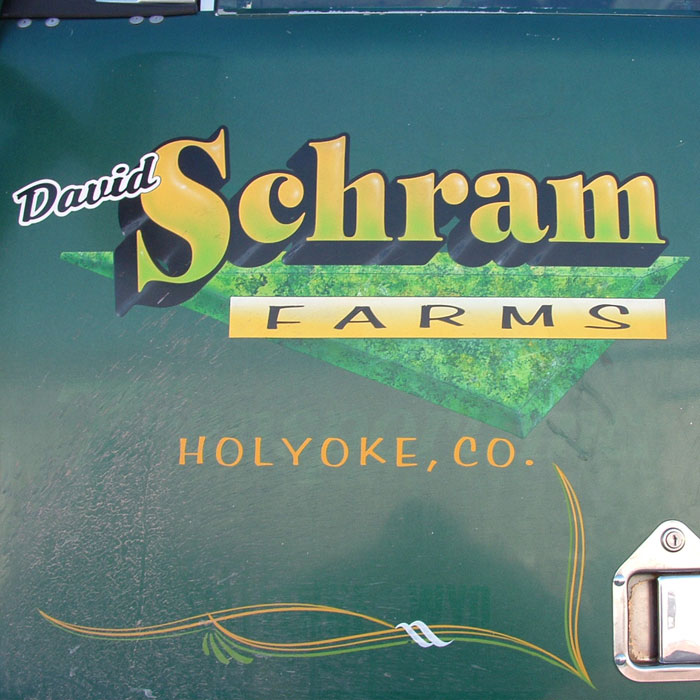 David Schram
FARMS
HOLYOKE, CO.